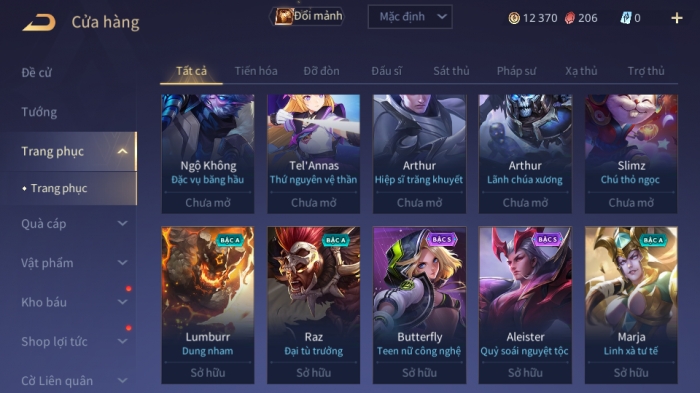 Cửa hàng
Đổi mảnh
Mặc định
12 370
206
0
Đề cử
Tướng
Trang phục
Trang phục
Quà cáp
Vật phẩm
Kho báu
Shop lợi tức
Cờ Liên quân
Tất cả Tiến hóa Đỡ đòn Đấu sĩ Sát thủ Pháp sư Xạ thủ Trợ thủ
Ngộ Không
Đặc vụ băng hầu
Chưa mở
Tel'Annas
Thứ nguyên vệ thần
Chưa mở
Arthur
Hiệp sĩ trăng khuyết
Chưa mở
Arthur
Lãnh chúa xương
Chưa mở
Slimz
Chú thỏ ngọc
Chưa mở
BẬC A
Lumburr
Dung nham
Sở hữu
BẬC A
Raz
Đại tù trưởng
Sở hữu
BẬC S
Butterfly
Teen nữ công nghệ
Sở hữu
BẬC S
Aleister
Quỷ soái nguyệt tộc
Sở hữu
BẬC A
Marja
Linh xà tư tế
Sở hữu